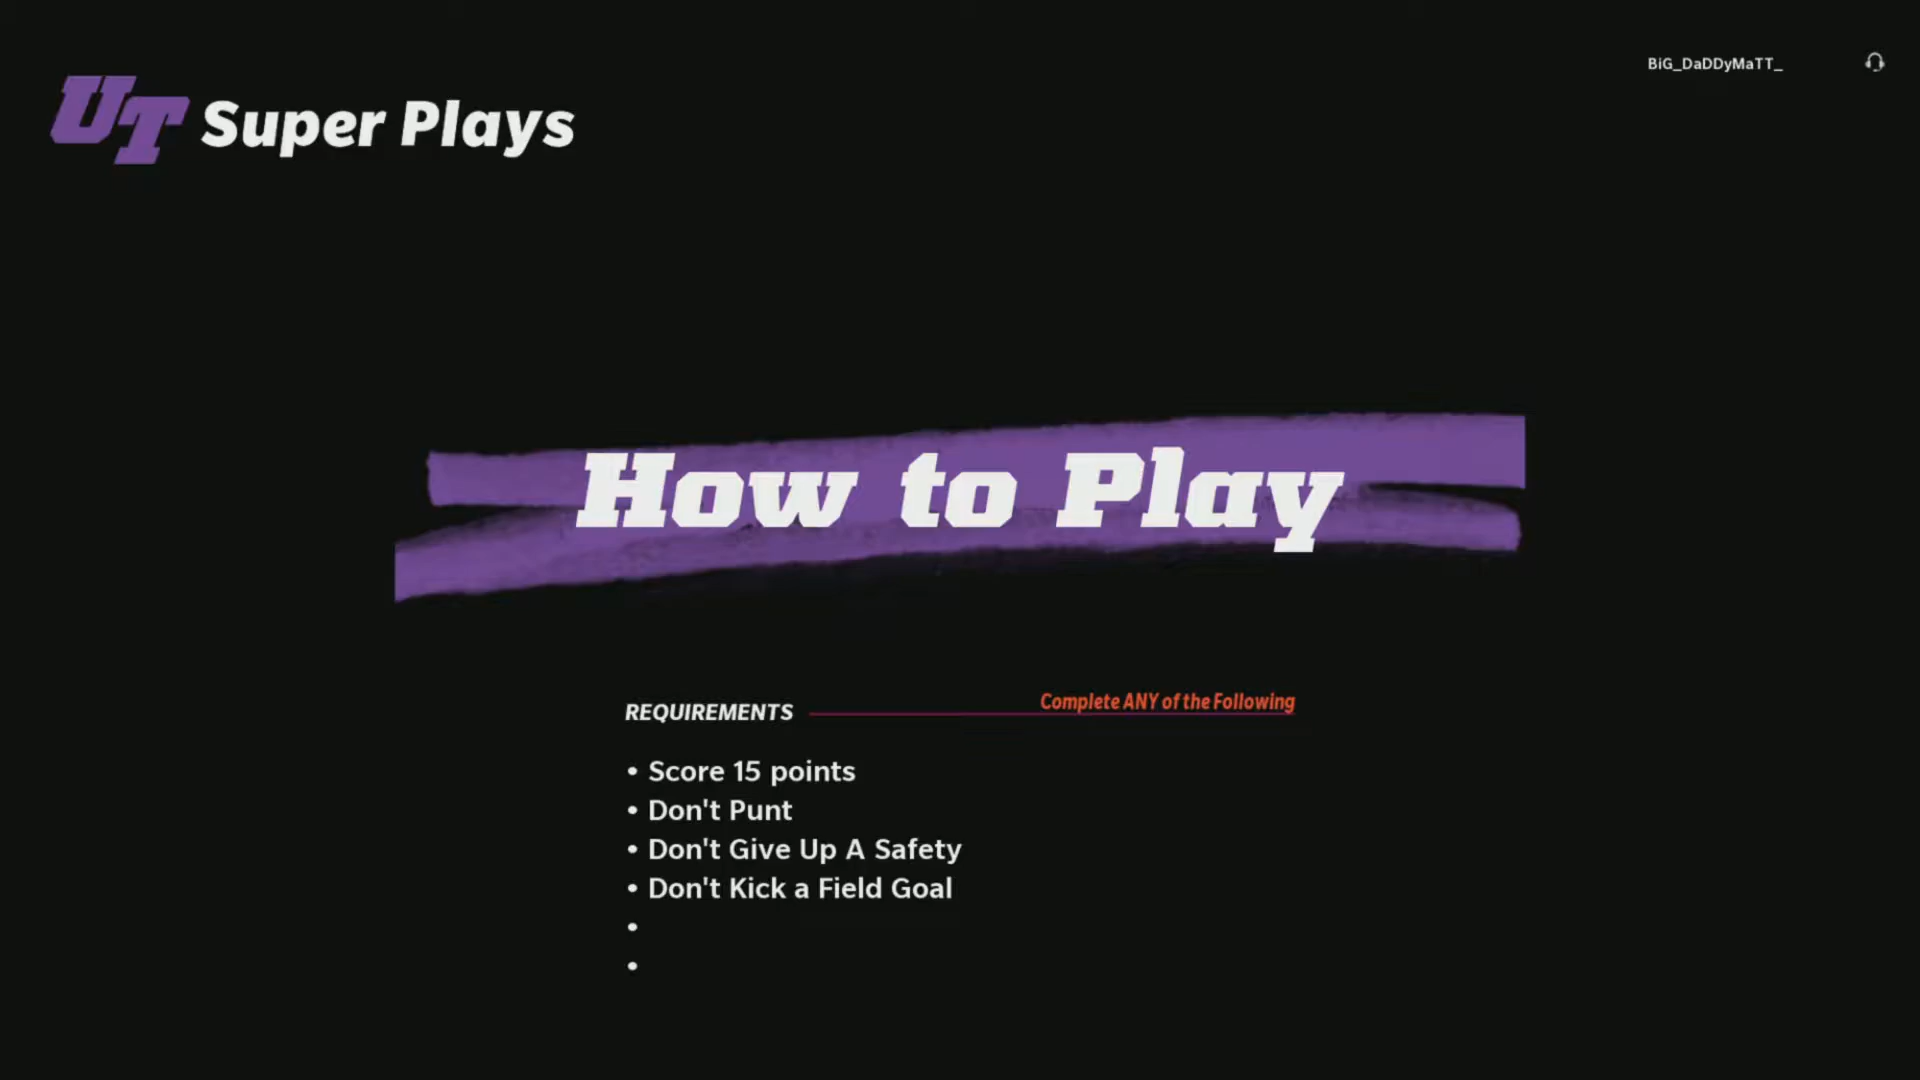 BiG_DaDDyMaTT_
UT Super Plays
How to Play
REQUIREMENTS
Complete ANY of the Following
• Score 15 points
• Don't Punt
• Don't Give Up A Safety
• Don't Kick a Field Goal
•
•